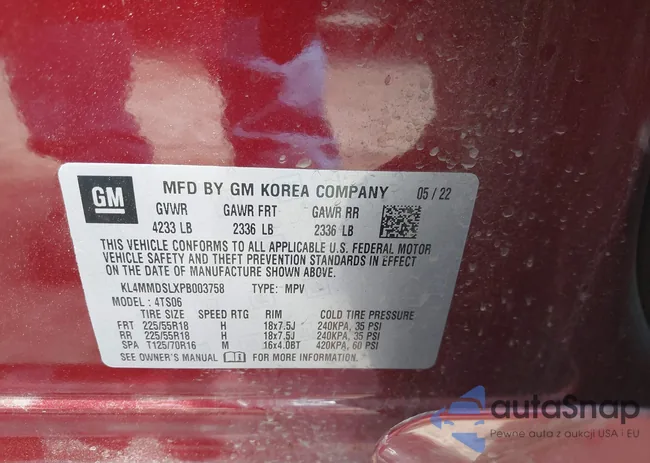 GM
MFD BY GM KOREA COMPANY 05 / 22
GVWR GAWR FRT GAWR RR
4233 LB 2336 LB 2336 LB
THIS VEHICLE CONFORMS TO ALL APPLICABLE U.S. FEDERAL MOTOR
VEHICLE SAFETY AND THEFT PREVENTION STANDARDS IN EFFECT
ON THE DATE OF MANUFACTURE SHOWN ABOVE.
KL4MMDSLXPB003758 TYPE: MPV
MODEL : 4TS06
TIRE SIZE SPEED RTG RIM COLD TIRE PRESSURE
FRT 225/55R18 H 18x7.5J 240KPA, 35 PSI
RR 225/55R18 H 18x7.5J 240KPA, 35 PSI
SPA T125/70R16 M 16x4.0BT 420KPA, 60 PSI
SEE OWNER'S MANUAL FOR MORE INFORMATION.
autaSnap
Pewne auta z aukcji USA i EU